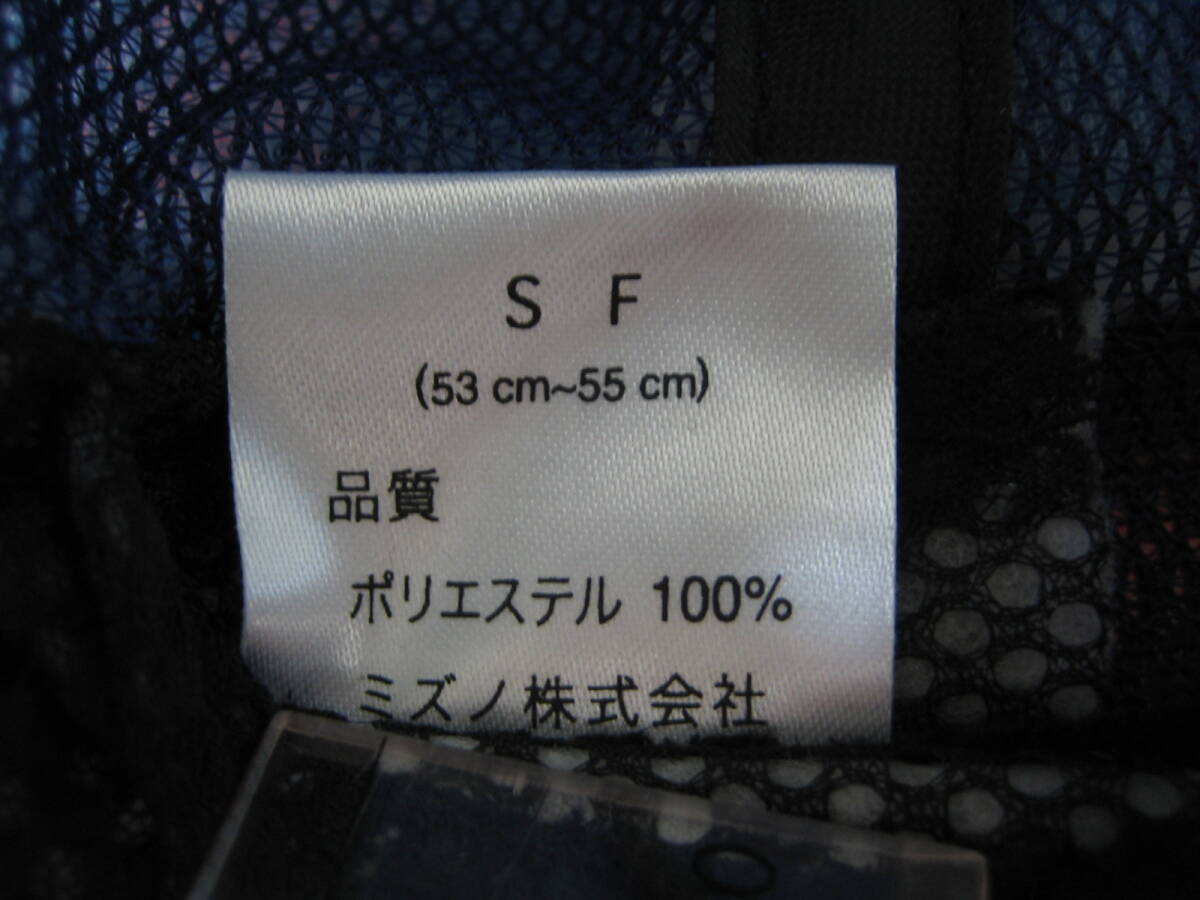 S F
(53 cm~55 cm)
品質
ポリエステル 100%
ミズノ株式会社